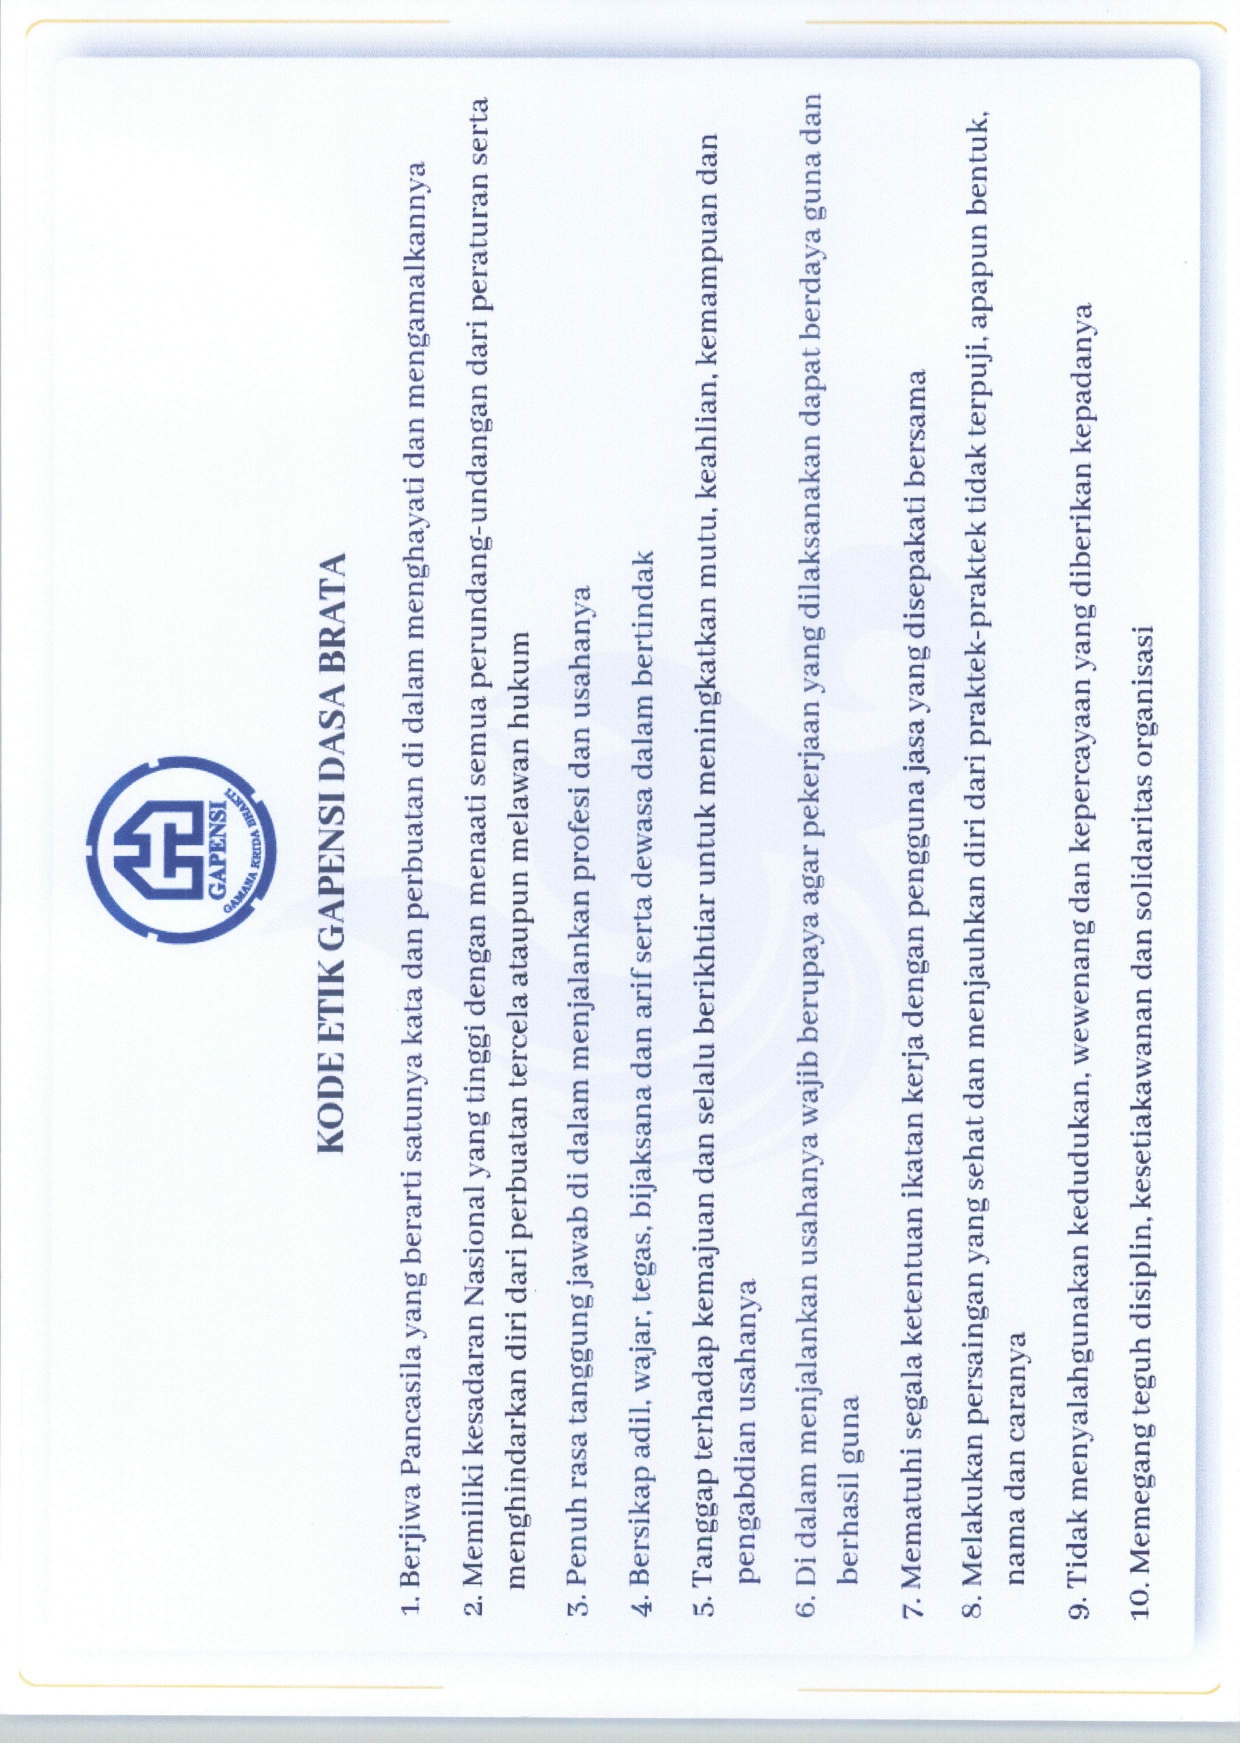 GAPENSI
GAMANA KRIDA BHAKTI
KODE ETIK GAPENSI DASA BRATA
1. Berjiwa Pancasila yang berarti satunya kata dan perbuatan di dalam menghayati dan mengamalkannya
2. Memiliki kesadaran Nasional yang tinggi dengan menaati semua perundang-undangan dari peraturan serta
menghindarkan diri dari perbuatan tercela ataupun melawan hukum
3. Penuh rasa tanggung jawab di dalam menjalankan profesi dan usahanya
4. Bersikap adil, wajar, tegas, bijaksana dan arif serta dewasa dalam bertindak
5. Tanggap terhadap kemajuan dan selalu berikhtiar untuk meningkatkan mutu, keahlian, kemampuan dan
pengabdian usahanya
6. Di dalam menjalankan usahanya wajib berupaya agar pekerjaan yang dilaksanakan dapat berdaya guna dan
berhasil guna
7. Mematuhi segala ketentuan ikatan kerja dengan pengguna jasa yang disepakati bersama
8. Melakukan persaingan yang sehat dan menjauhkan diri dari praktek-praktek tidak terpuji, apapun bentuk,
nama dan caranya
9. Tidak menyalahgunakan kedudukan, wewenang dan kepercayaan yang diberikan kepadanya
10. Memegang teguh disiplin, kesetiakawanan dan solidaritas organisasi